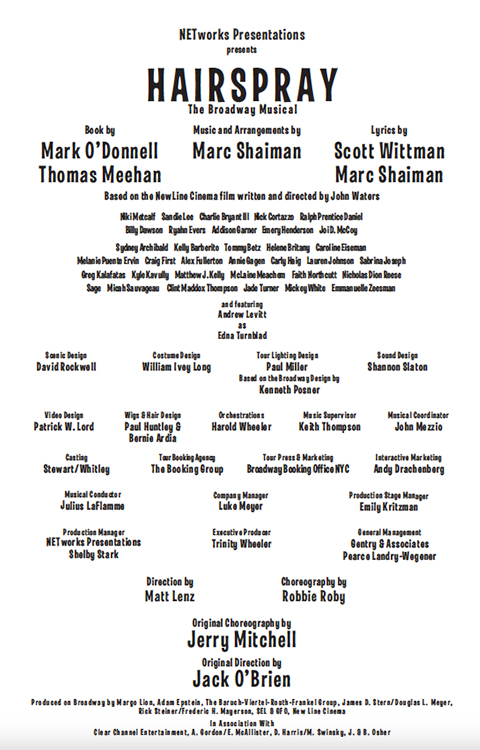 NETworks Presentations
presents
HAIRSPRAY
The Broadway Musical
Book by
Mark O'Donnell
Thomas Meehan
Music and Arrangements by
Marc Shaiman
Lyrics by
Scott Wittman
Marc Shaiman
Based on the New Line Cinema film written and directed by John Waters
Niki Metcalf Sandie Lee Charlie Bryant III Nick Cortazzo Ralph Prentice Daniel
Billy Dawson Ryahn Evers Addison Garner Emery Henderson Joi D. McCoy
Sydney Archibald Kelly Barberito Tommy Betz Helene Britany Caroline Eiseman
Melanie Puente Ervin Craig First Alex Fullerton Annie Gagen Carly Haig Lauren Johnson Sabrina Joseph
Greg Kalafatas Kyle Kavully Matthew J. Kelly McLaine Meachem Faith Northcutt Nicholas Dion Reese
Sage Micah Sauvageau Clint Maddox Thompson Jade Turner Mickey White Emmanuelle Zeesman
and featuring
Andrew Levitt
as
Edna Turnblad
Scenic Design
David Rockwell
Costume Design
William Ivey Long
Tour Lighting Design
Paul Miller
Based on the Broadway Design by
Kenneth Posner
Sound Design
Shannon Slaton
Video Design
Patrick W. Lord
Wigs & Hair Design
Paul Huntley &
Bernie Ardia
Orchestrations
Harold Wheeler
Music Supervisor
Keith Thompson
Musical Coordinator
John Mezzio
Casting
Stewart/Whitley
Tour Booking Agency
The Booking Group
Tour Press & Marketing
Broadway Booking Office NYC
Interactive Marketing
Andy Drachenberg
Musical Conductor
Julius LaFlamme
Company Manager
Luke Meyer
Production Stage Manager
Emily Kritzman
Production Manager
NETworks Presentations
Shelby Stark
Executive Producer
Trinity Wheeler
General Management
Gentry & Associates
Pearce Landry-Wegener
Direction by
Matt Lenz
Choreography by
Robbie Roby
Original Choreography by
Jerry Mitchell
Original Direction by
Jack O'Brien
Produced on Broadway by Margo Lion, Adam Epstein, The Baruch-Viertel-Routh-Frankel Group, James D. Stern/Douglas L. Meyer,
Rick Steiner/Frederic H. Mayerson, SEL & GFO, New Line Cinema
In Association With
Clear Channel Entertainment, A. Gordon/E. McAllister, D. Harris/M. Swinsky, J. & B. Osher